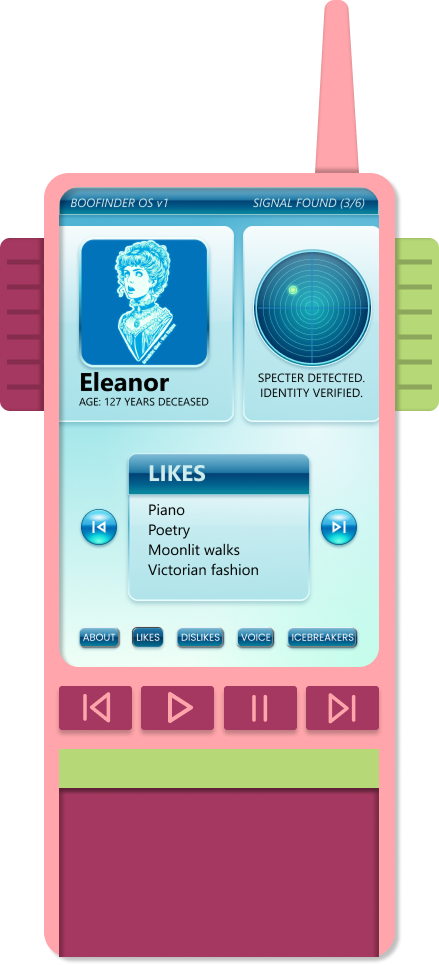 BOOFINDER OS v1
SIGNAL FOUND (3/6)
Eleanor
AGE: 127 YEARS DECEASED
SPECTER DETECTED.
IDENTITY VERIFIED.
LIKES
Piano
Poetry
Moonlit walks
Victorian fashion
ABOUT
LIKES
DISLIKES
VOICE
ICEBREAKERS